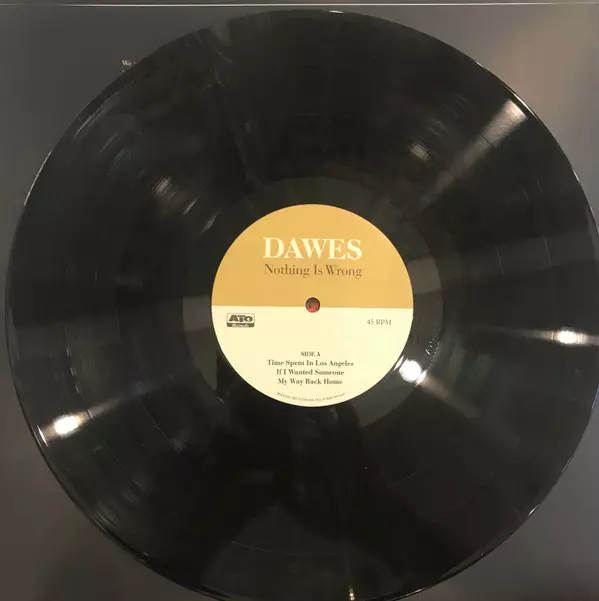 DAWES
Nothing Is Wrong
ATO
Records
45 RPM
SIDE A
Time Spent In Los Angeles
If I Wanted Someone
My Way Back Home